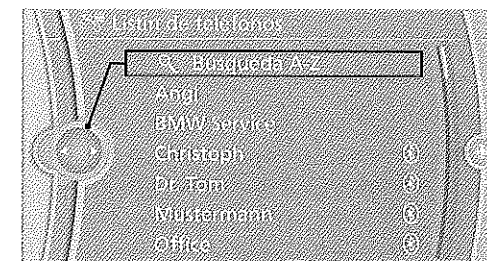 Listín de teléfonos
Búsqueda A-Z
Angi
BMW Service
Christoph
Dr. Tom
Mustermann
Office